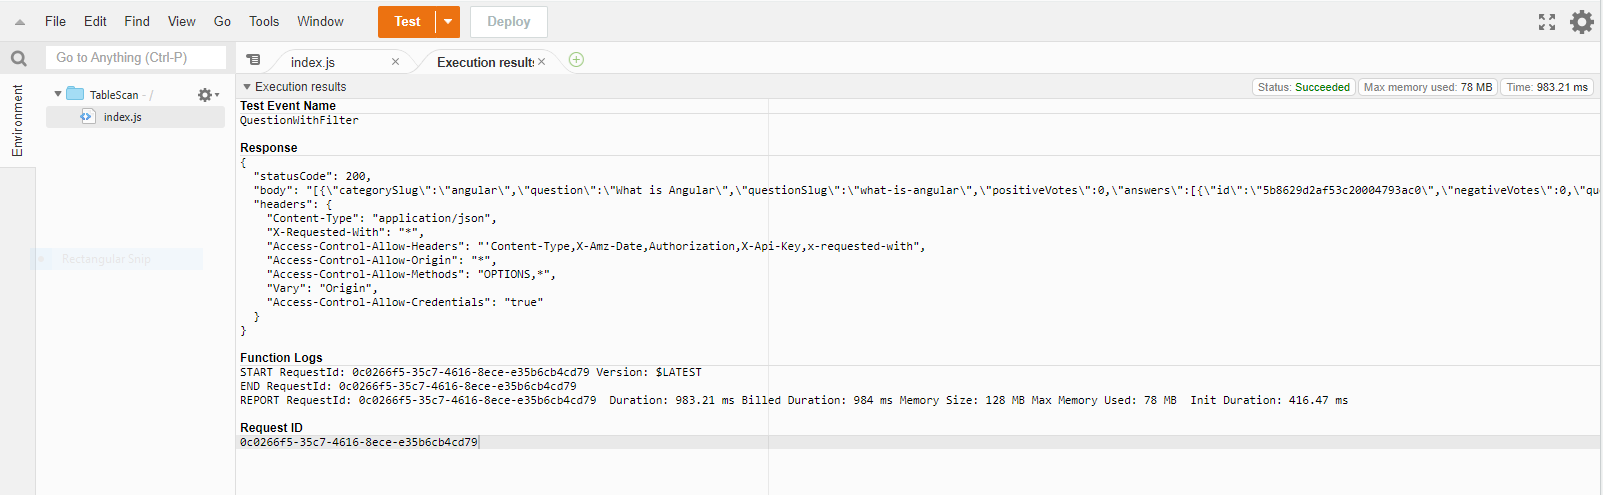 File Edit Find View Go Tools Window Test Deploy
Go to Anything (Ctrl-P)
index.js
Execution results
Environment
TableScan - /
index.js
Execution results
Status: Succeeded
Max memory used: 78 MB
Time: 983.21 ms
Test Event Name
QuestionWithFilter
Response
{
"statusCode": 200,
"body": "[{\"categorySlug\":\"angular\",\"question\":\"What is Angular\",\"questionSlug\":\"what-is-angular\",\"positiveVotes\":0,\"answers\":[{\"id\":\"5b8629d2af53c20004793ac0\",\"negativeVotes\":0,\"qu
"headers": {
"Content-Type": "application/json",
"X-Requested-With": "*",
"Access-Control-Allow-Headers": "'Content-Type,X-Amz-Date,Authorization,X-Api-Key,x-requested-with",
"Access-Control-Allow-Origin": "*",
"Access-Control-Allow-Methods": "OPTIONS,*",
"Vary": "Origin",
"Access-Control-Allow-Credentials": "true"
}
}
Rectangular Snip
Function Logs
START RequestId: 0c0266f5-35c7-4616-8ece-e35b6cb4cd79 Version: $LATEST
END RequestId: 0c0266f5-35c7-4616-8ece-e35b6cb4cd79
REPORT RequestId: 0c0266f5-35c7-4616-8ece-e35b6cb4cd79 Duration: 983.21 ms Billed Duration: 984 ms Memory Size: 128 MB Max Memory Used: 78 MB Init Duration: 416.47 ms
Request ID
0c0266f5-35c7-4616-8ece-e35b6cb4cd79